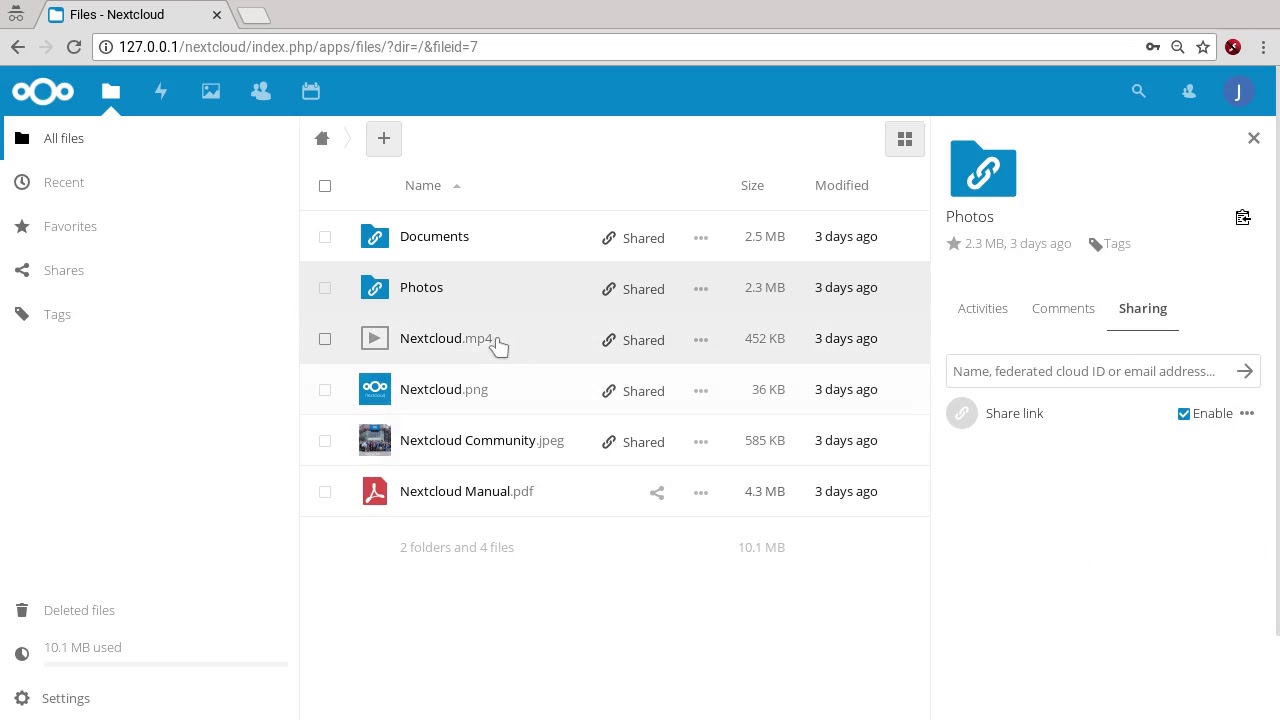 Files - Nextcloud
127.0.0.1/nextcloud/index.php/apps/files/?dir=/&fileid=7
J
All files
Recent
Favorites
Shares
Tags
Deleted files
10.1 MB used
Settings
Name Size Modified
Documents Shared 2.5 MB 3 days ago
Photos Shared 2.3 MB 3 days ago
Nextcloud.mp4 Shared 452 KB 3 days ago
Nextcloud.png Shared 36 KB 3 days ago
Nextcloud Community.jpeg Shared 585 KB 3 days ago
Nextcloud Manual.pdf 4.3 MB 3 days ago
2 folders and 4 files 10.1 MB
Photos
2.3 MB, 3 days ago Tags
Activities Comments Sharing
Name, federated cloud ID or email address...
Share link Enable